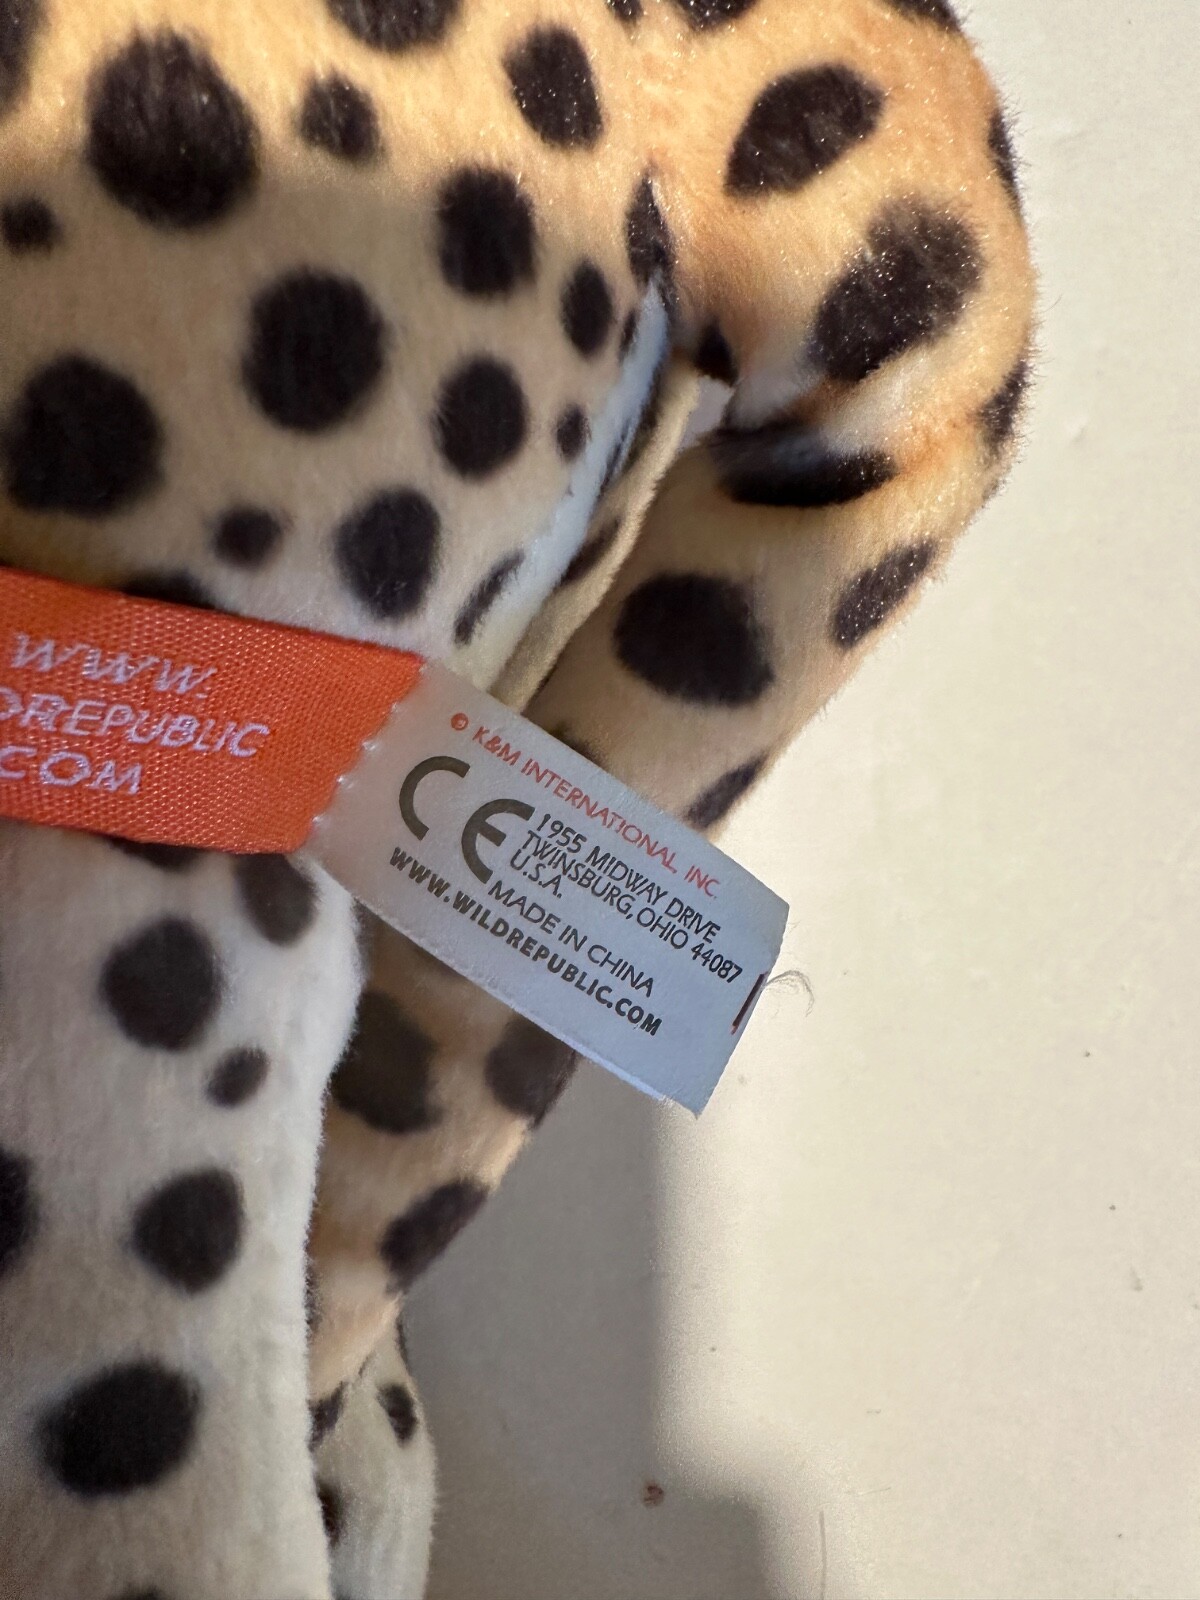 WWW.
DREPUBLIC
COM
© K&M INTERNATIONAL, INC.
CE
1955 MIDWAY DRIVE
TWINSBURG, OHIO 44087
U.S.A.
MADE IN CHINA
WWW.WILDREPUBLIC.COM